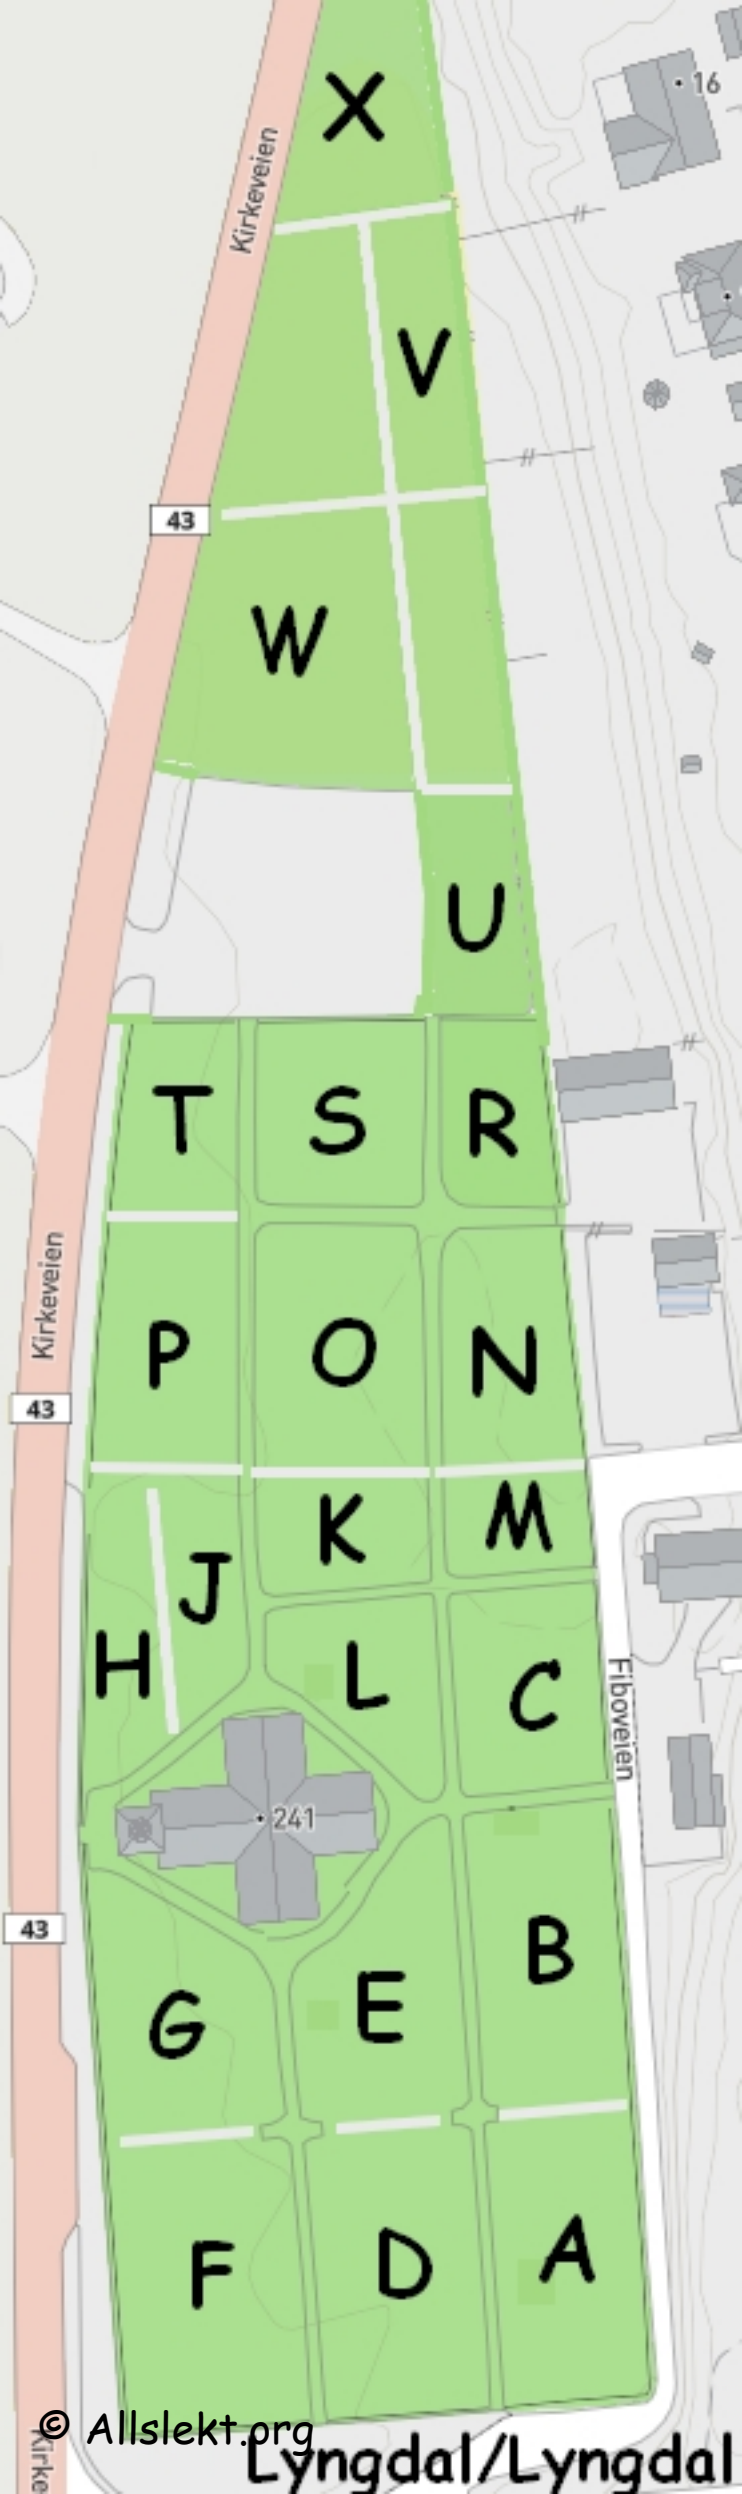 X
16
Kirkeveien
V
43
W
U
T S R
Kirkeveien
P O N
43
K M
J
H L C
Fiboveien
241
43
B
G E
F D A
© Allslekt.org
Kirke
Lyngdal/Lyngdal